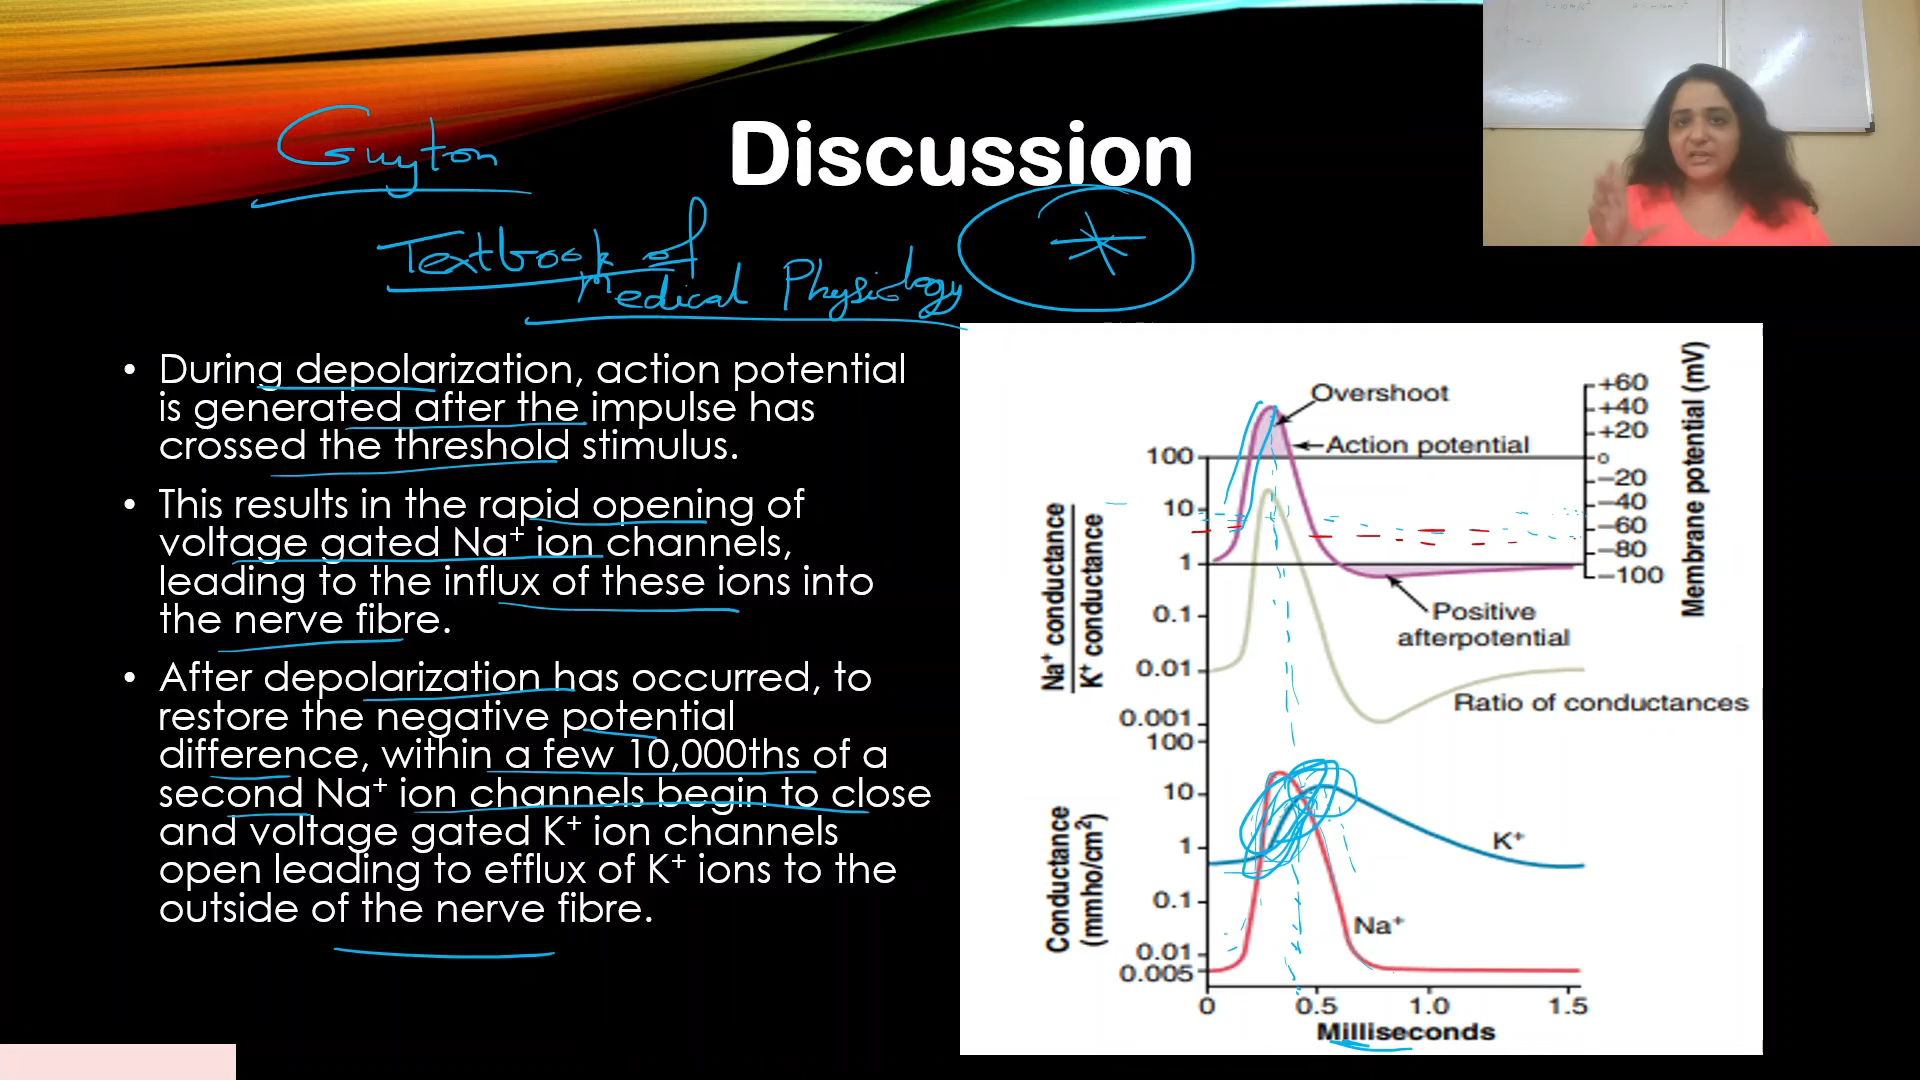 Guyton
Discussion
Textbook of
Medical Physiology
• During depolarization, action potential
is generated after the impulse has
crossed the threshold stimulus.
• This results in the rapid opening of
voltage gated Na⁺ ion channels,
leading to the influx of these ions into
the nerve fibre.
• After depolarization has occurred, to
restore the negative potential
difference, within a few 10,000ths of a
second Na⁺ ion channels begin to close
and voltage gated K⁺ ion channels
open leading to efflux of K⁺ ions to the
outside of the nerve fibre.
Overshoot
Action potential
Positive
afterpotential
Ratio of conductances
Na⁺ conductance
K⁺ conductance
100
10
1
0.1
0.01
0.001
+60
+40
+20
0
–20
–40
–60
–80
–100
Membrane potential (mV)
Conductance
(mmho/cm²)
100
10
1
0.1
0.01
0.005
K⁺
Na⁺
0 0.5 1.0 1.5
Milliseconds